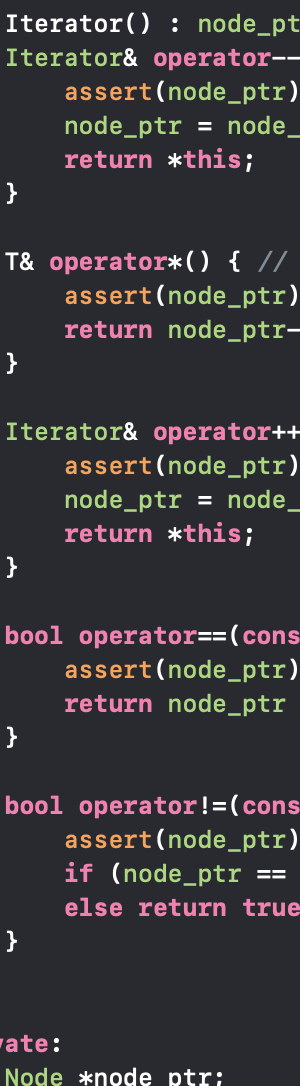 Iterator() : node_pt
Iterator& operator--
assert(node_ptr)
node_ptr = node_
return *this;
}
T& operator*() { //
assert(node_ptr)
return node_ptr-
}
Iterator& operator++
assert(node_ptr)
node_ptr = node_
return *this;
}
bool operator==(cons
assert(node_ptr)
return node_ptr
}
bool operator!=(cons
assert(node_ptr)
if (node_ptr ==
else return true
}
vate:
Node *node_ptr;